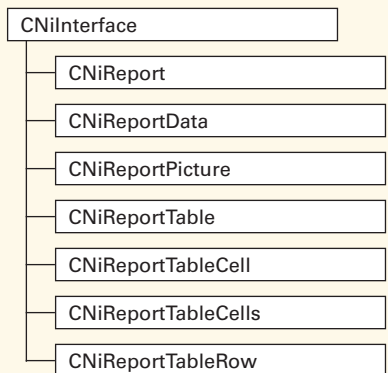 CNiInterface
CNiReport
CNiReportData
CNiReportPicture
CNiReportTable
CNiReportTableCell
CNiReportTableCells
CNiReportTableRow